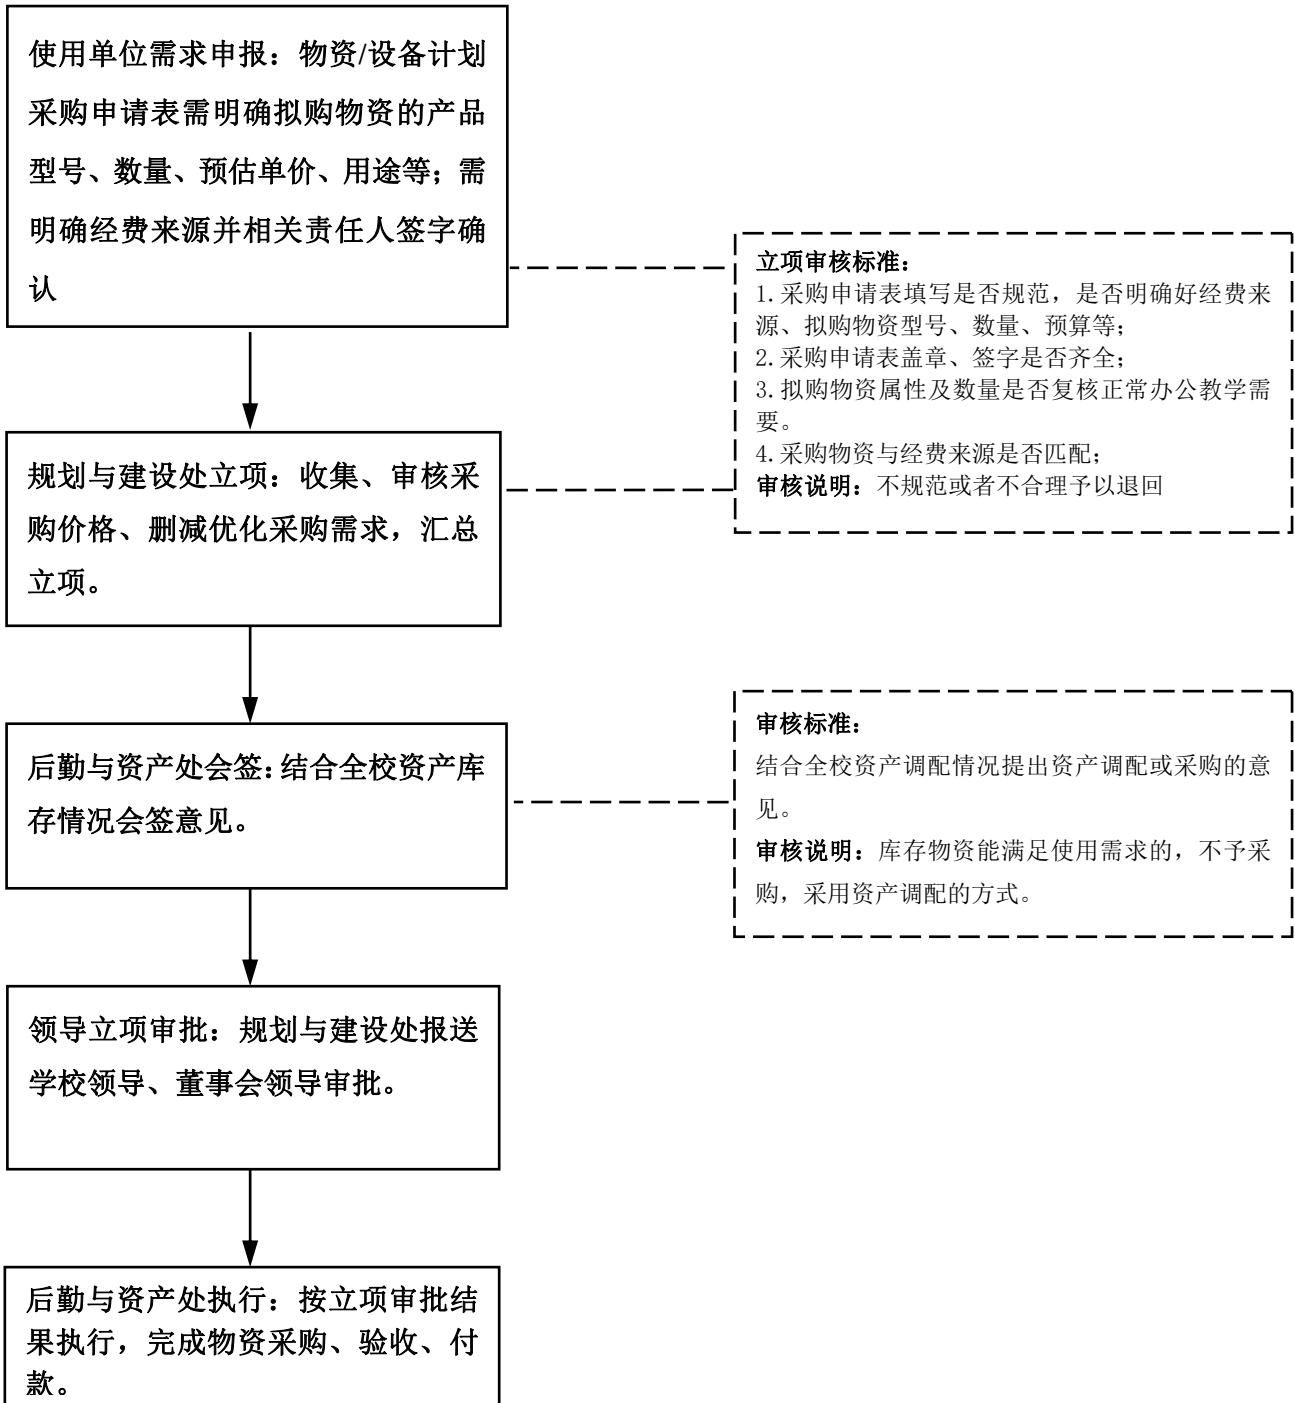 使用单位需求申报：物资/设备计划
采购申请表需明确拟购物资的产品
型号、数量、预估单价、用途等；需
明确经费来源并相关责任人签字确
认
立项审核标准：
1.采购申请表填写是否规范，是否明确好经费来
源、拟购物资型号、数量、预算等；
2.采购申请表盖章、签字是否齐全；
3.拟购物资属性及数量是否复核正常办公教学需
要。
4.采购物资与经费来源是否匹配；
审核说明：不规范或者不合理予以退回
规划与建设处立项：收集、审核采
购价格、删减优化采购需求，汇总
立项。
后勤与资产处会签：结合全校资产库
存情况会签意见。
审核标准：
结合全校资产调配情况提出资产调配或采购的意
见。
审核说明：库存物资能满足使用需求的，不予采
购，采用资产调配的方式。
领导立项审批：规划与建设处报送
学校领导、董事会领导审批。
后勤与资产处执行：按立项审批结
果执行，完成物资采购、验收、付
款。